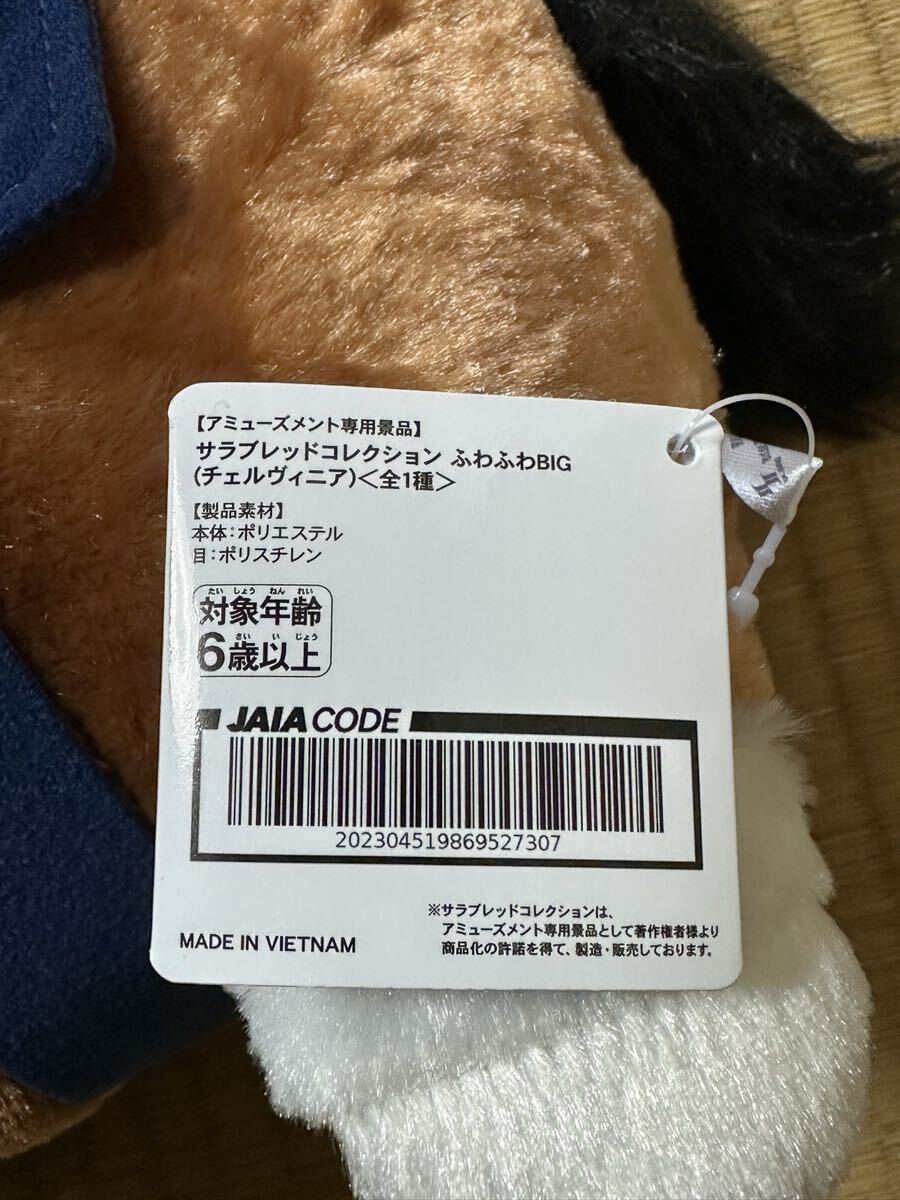 【アミューズメント専用景品】
サラブレッドコレクション ふわふわBIG
(チェルヴィニア)<全1種>
【製品素材】
本体:ポリエステル
目:ポリスチレン
たいしょうねんれい
対象年齢
さいいじょう
6歳以上
JAIA CODE
202304519869527307
※サラブレッドコレクションは、
アミューズメント専用景品として著作権者様より
商品化の許諾を得て、製造・販売しております。
MADE IN VIETNAM